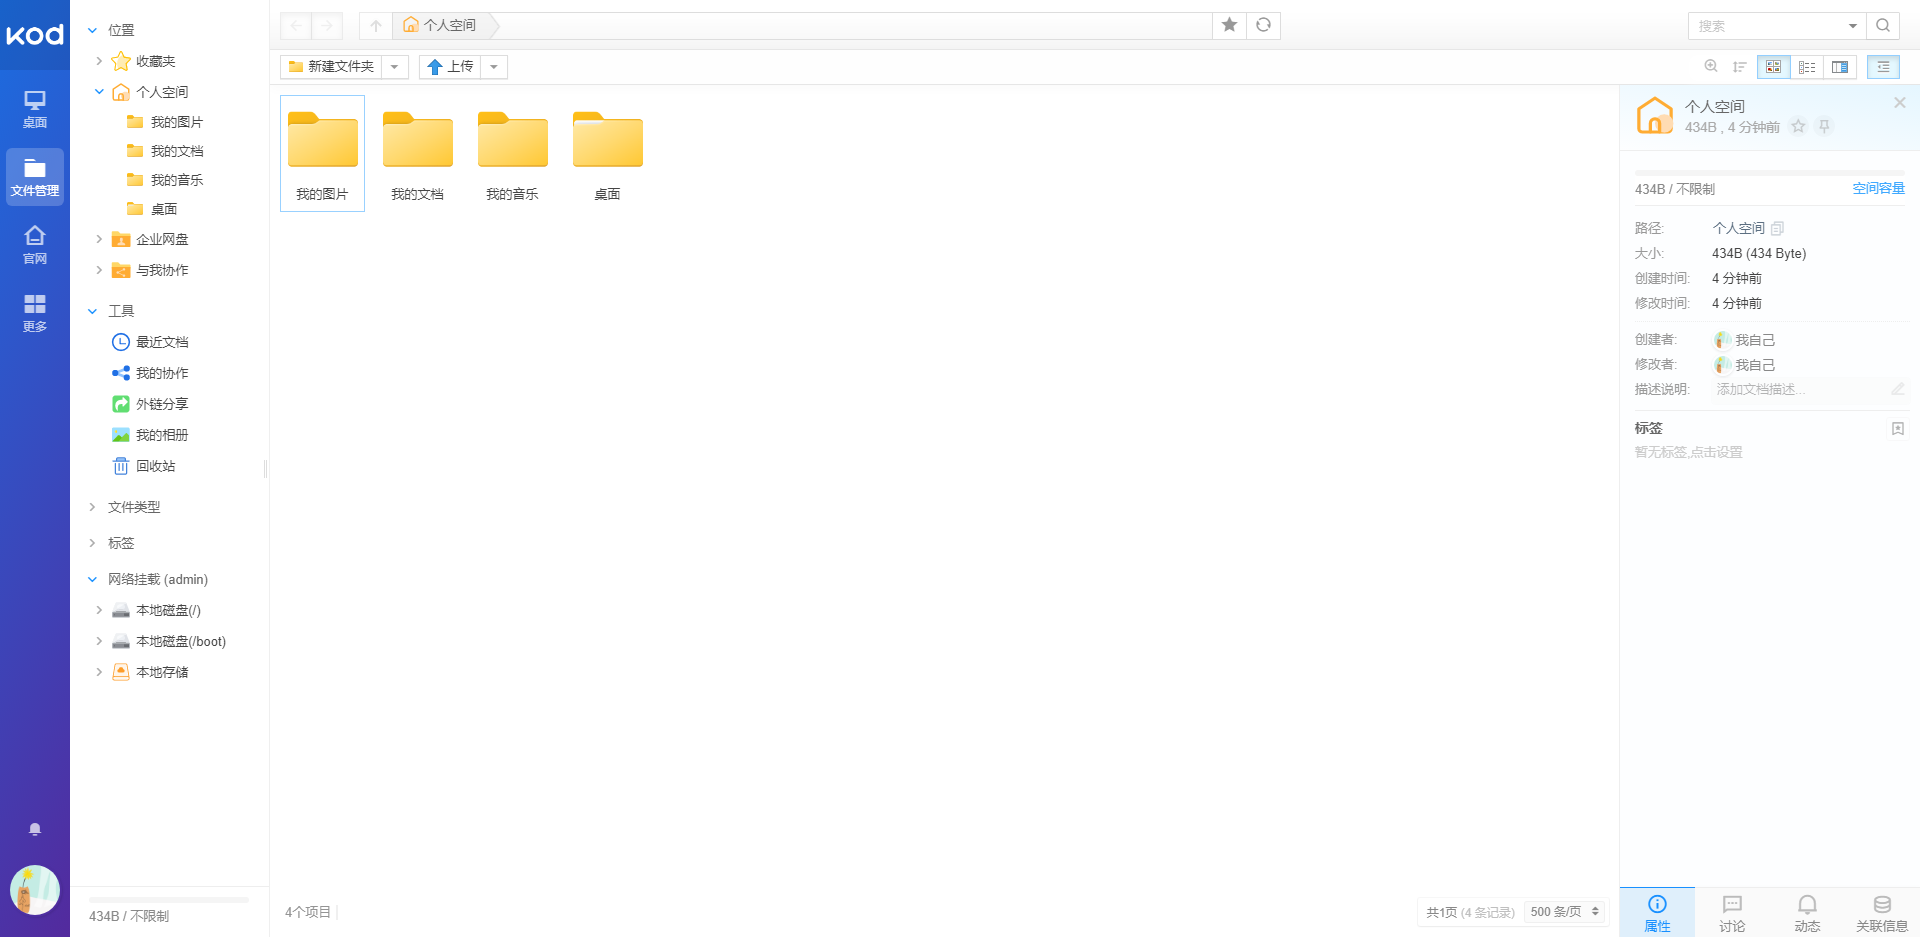 kod
桌面
文件管理
官网
更多
位置
收藏夹
个人空间
我的图片
我的文档
我的音乐
桌面
企业网盘
与我协作
工具
最近文档
我的协作
外链分享
我的相册
回收站
文件类型
标签
网络挂载 (admin)
本地磁盘(/)
本地磁盘(/boot)
本地存储
434B / 不限制
个人空间
搜索
新建文件夹
上传
我的图片
我的文档
我的音乐
桌面
4个项目
共1页 (4 条记录)
500 条/页
个人空间
434B , 4 分钟前
434B / 不限制
空间容量
路径: 个人空间
大小: 434B (434 Byte)
创建时间: 4 分钟前
修改时间: 4 分钟前
创建者: 我自己
修改者: 我自己
描述说明: 添加文档描述...
标签
暂无标签,点击设置
属性
讨论
动态
关联信息